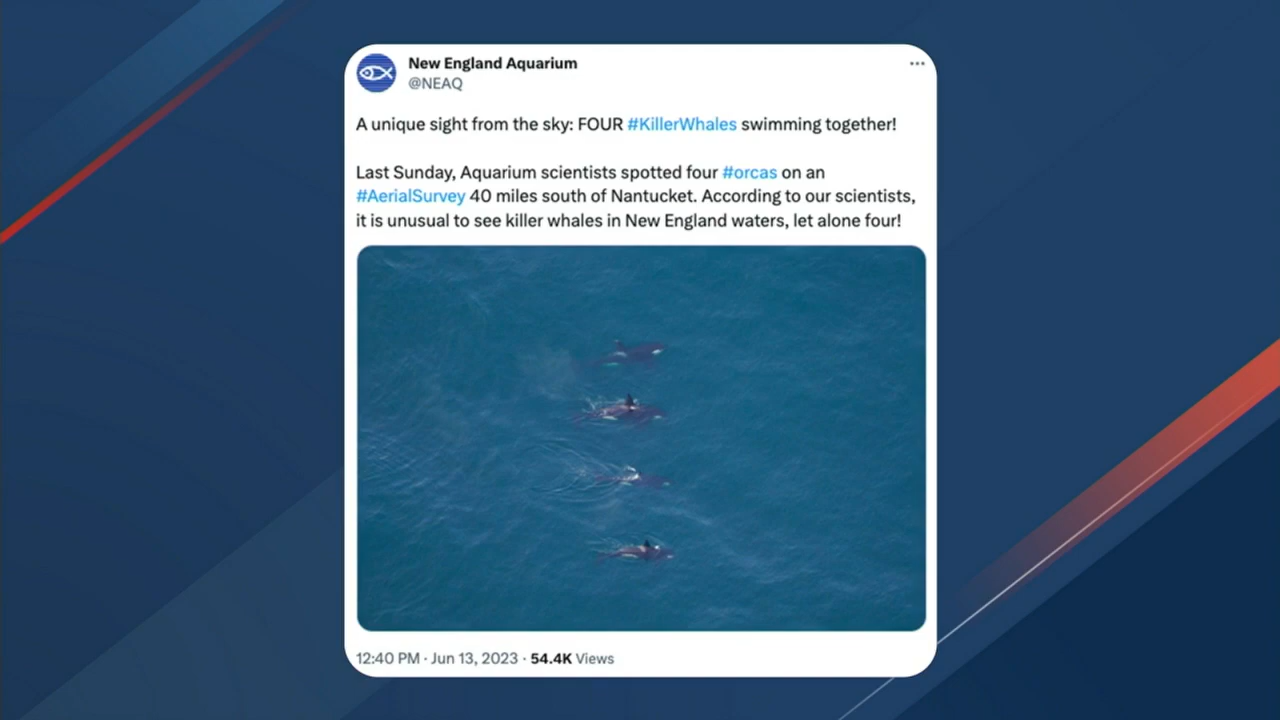 New England Aquarium
@NEAQ
A unique sight from the sky: FOUR #KillerWhales swimming together!
Last Sunday, Aquarium scientists spotted four #orcas on an
#AerialSurvey 40 miles south of Nantucket. According to our scientists,
it is unusual to see killer whales in New England waters, let alone four!
12:40 PM · Jun 13, 2023 · 54.4K Views